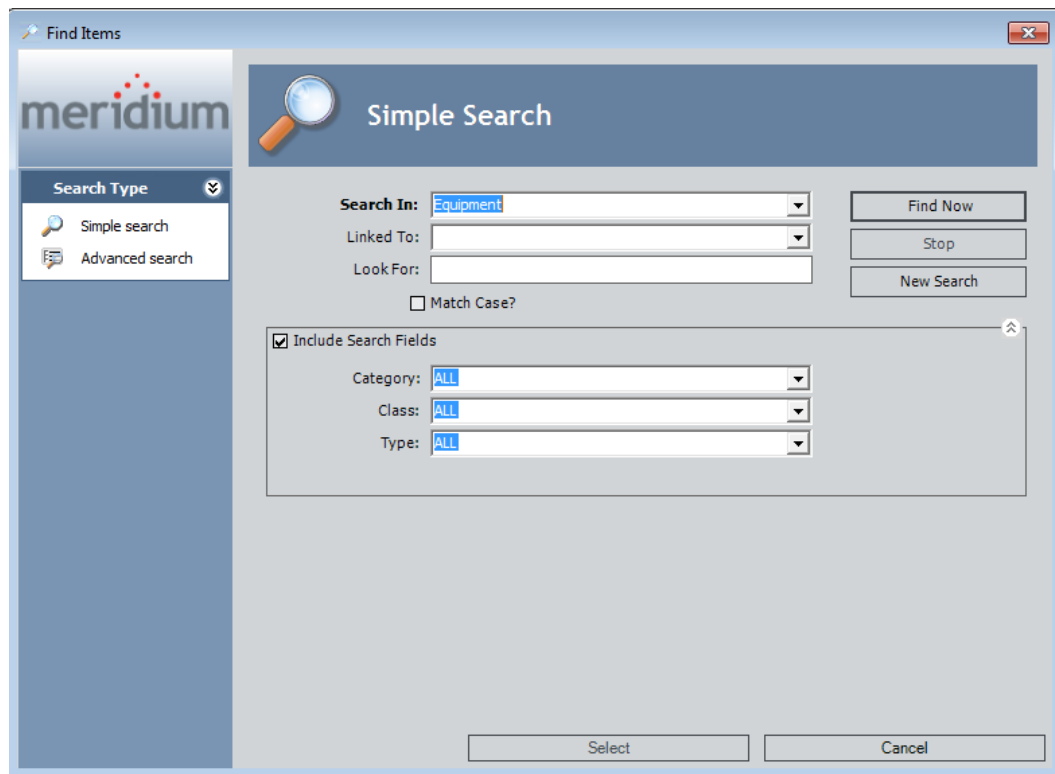 Find Items
meridium
Simple Search
Search Type
Simple search
Advanced search
Search In: Equipment
Find Now
Linked To:
Stop
Look For:
New Search
Match Case?
Include Search Fields
Category: ALL
Class: ALL
Type: ALL
Select
Cancel